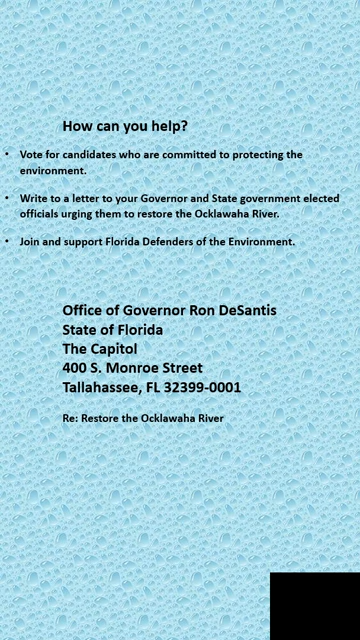 How can you help?
• Vote for candidates who are committed to protecting the
environment.
• Write to a letter to your Governor and State government elected
officials urging them to restore the Ocklawaha River.
• Join and support Florida Defenders of the Environment.
Office of Governor Ron DeSantis
State of Florida
The Capitol
400 S. Monroe Street
Tallahassee, FL 32399-0001
Re: Restore the Ocklawaha River